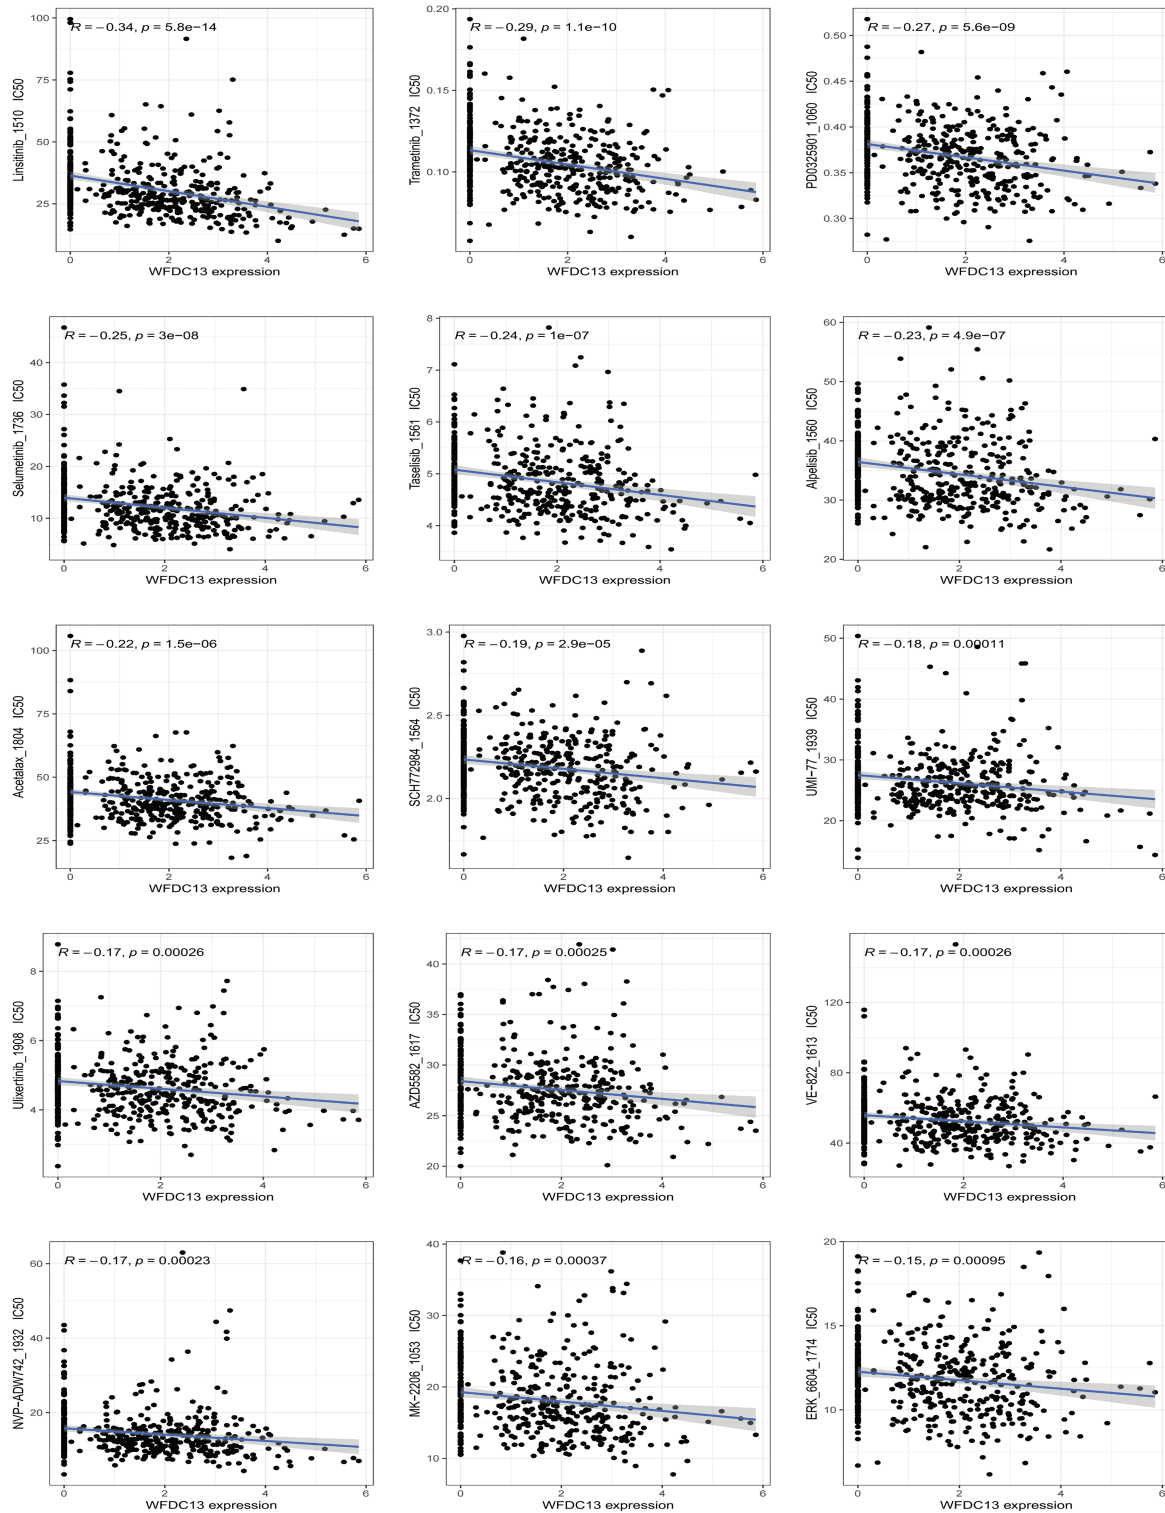 R = −0.34, p = 5.8e−14
100
75
50
25
0
2
4
6
Linsitinib_1510 IC50
WFDC13 expression
R = −0.29, p = 1.1e−10
0.20
0.15
0.10
0
2
4
6
Trametinib_1372 IC50
WFDC13 expression
R = −0.27, p = 5.6e−09
0.50
0.45
0.40
0.35
0.30
0
2
4
6
PD0325901_1060 IC50
WFDC13 expression
R = −0.25, p = 3e−08
40
30
20
10
0
2
4
6
Selumetinib_1736 IC50
WFDC13 expression
R = −0.24, p = 1e−07
8
7
6
5
4
0
2
4
6
Taselisib_1561 IC50
WFDC13 expression
R = −0.23, p = 4.9e−07
60
50
40
30
20
0
2
4
6
Alpelisib_1560 IC50
WFDC13 expression
R = −0.22, p = 1.5e−06
100
75
50
25
0
2
4
6
Acetalax_1804 IC50
WFDC13 expression
R = −0.19, p = 2.9e−05
3.0
2.5
2.0
0
2
4
6
SCH772984_1564 IC50
WFDC13 expression
R = −0.18, p = 0.00011
50
40
30
20
0
2
4
6
UMI−77_1939 IC50
WFDC13 expression
R = −0.17, p = 0.00026
8
6
4
0
2
4
6
Ulixertinib_1908 IC50
WFDC13 expression
R = −0.17, p = 0.00025
40
35
30
25
20
0
2
4
6
AZD5582_1617 IC50
WFDC13 expression
R = −0.17, p = 0.00026
120
80
40
0
2
4
6
VE−822_1613 IC50
WFDC13 expression
R = −0.17, p = 0.00023
60
40
20
0
2
4
6
NVP−ADW742_1932 IC50
WFDC13 expression
R = −0.16, p = 0.00037
40
30
20
10
0
2
4
6
MK−2206_1053 IC50
WFDC13 expression
R = −0.15, p = 0.00095
20
15
10
0
2
4
6
ERK_6604_1714 IC50
WFDC13 expression